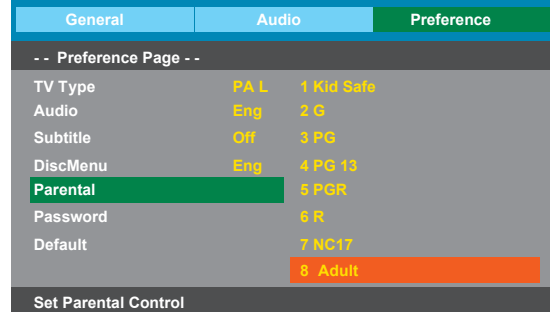 General Audio Preference
- - Preference Page - -
TV Type PA L 1 Kid Safe
Audio Eng 2 G
Subtitle Off 3 PG
DiscMenu Eng 4 PG 13
Parental 5 PGR
Password 6 R
Default 7 NC17
8 Adult
Set Parental Control